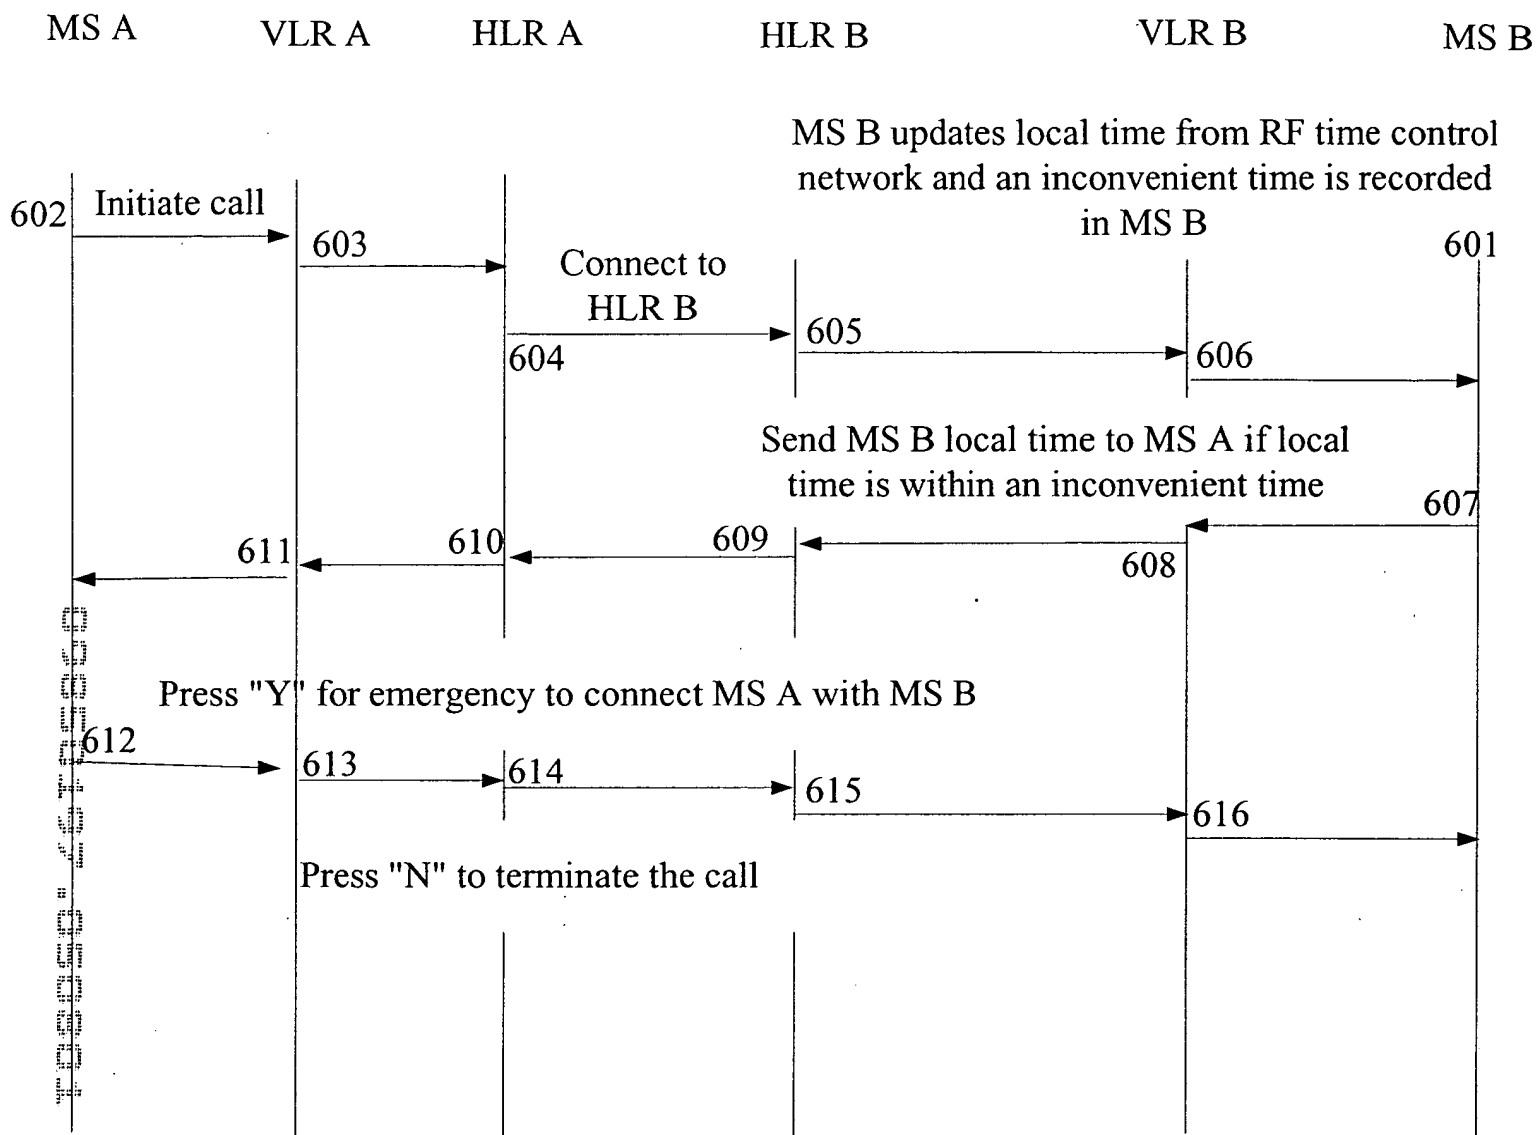 MS A VLR A HLR A HLR B VLR B MS B
MS B updates local time from RF time control
network and an inconvenient time is recorded
in MS B
601
602 Initiate call
603
Connect to
HLR B
604
605
606
Send MS B local time to MS A if local
time is within an inconvenient time
607
608
609
610
611
Press "Y" for emergency to connect MS A with MS B
612
613
614
615
616
Press "N" to terminate the call